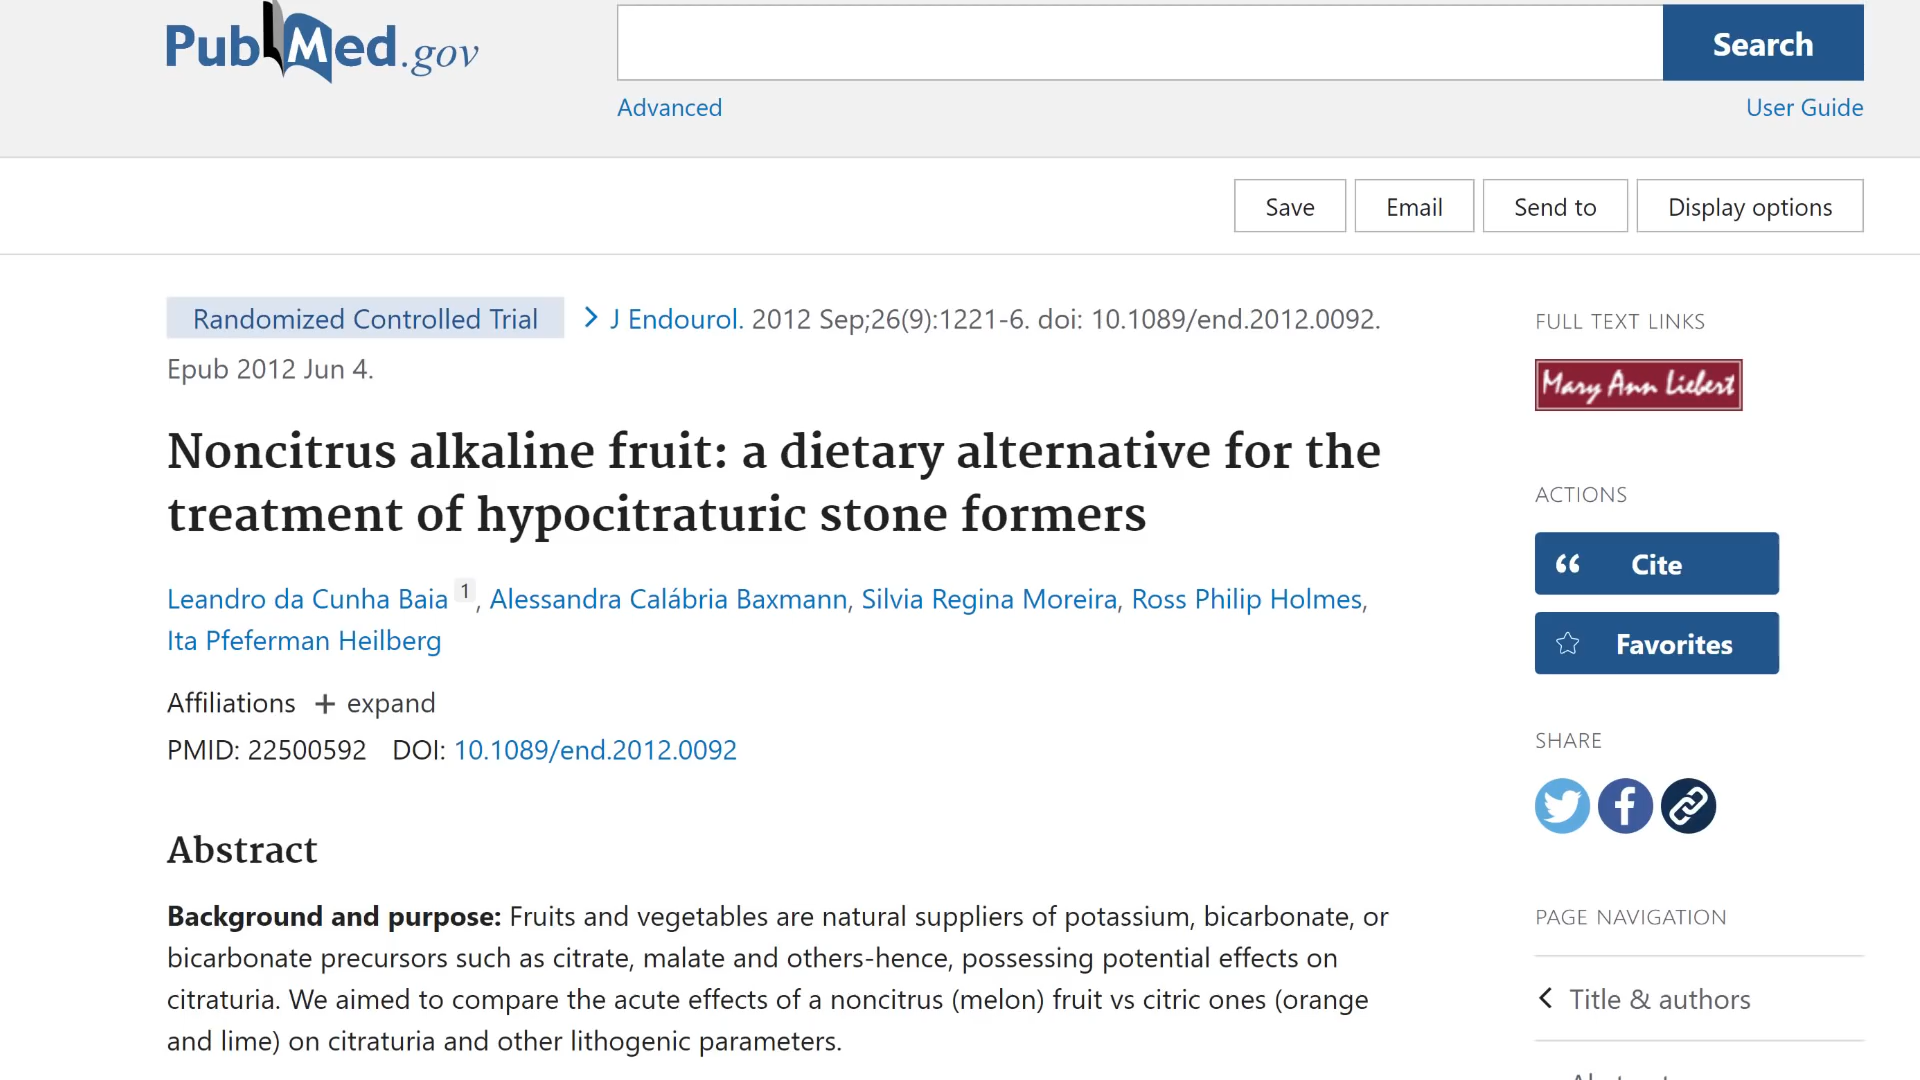 PubMed.gov
Search
Advanced
User Guide
Save
Email
Send to
Display options
Randomized Controlled Trial > J Endourol. 2012 Sep;26(9):1221-6. doi: 10.1089/end.2012.0092.
Epub 2012 Jun 4.
Noncitrus alkaline fruit: a dietary alternative for the
treatment of hypocitraturic stone formers
Leandro da Cunha Baia 1, Alessandra Calábria Baxmann, Silvia Regina Moreira, Ross Philip Holmes,
Ita Pfeferman Heilberg
Affiliations + expand
PMID: 22500592 DOI: 10.1089/end.2012.0092
Abstract
Background and purpose: Fruits and vegetables are natural suppliers of potassium, bicarbonate, or
bicarbonate precursors such as citrate, malate and others-hence, possessing potential effects on
citraturia. We aimed to compare the acute effects of a noncitrus (melon) fruit vs citric ones (orange
and lime) on citraturia and other lithogenic parameters.
FULL TEXT LINKS
Mary Ann Liebert
ACTIONS
Cite
Favorites
SHARE
PAGE NAVIGATION
Title & authors